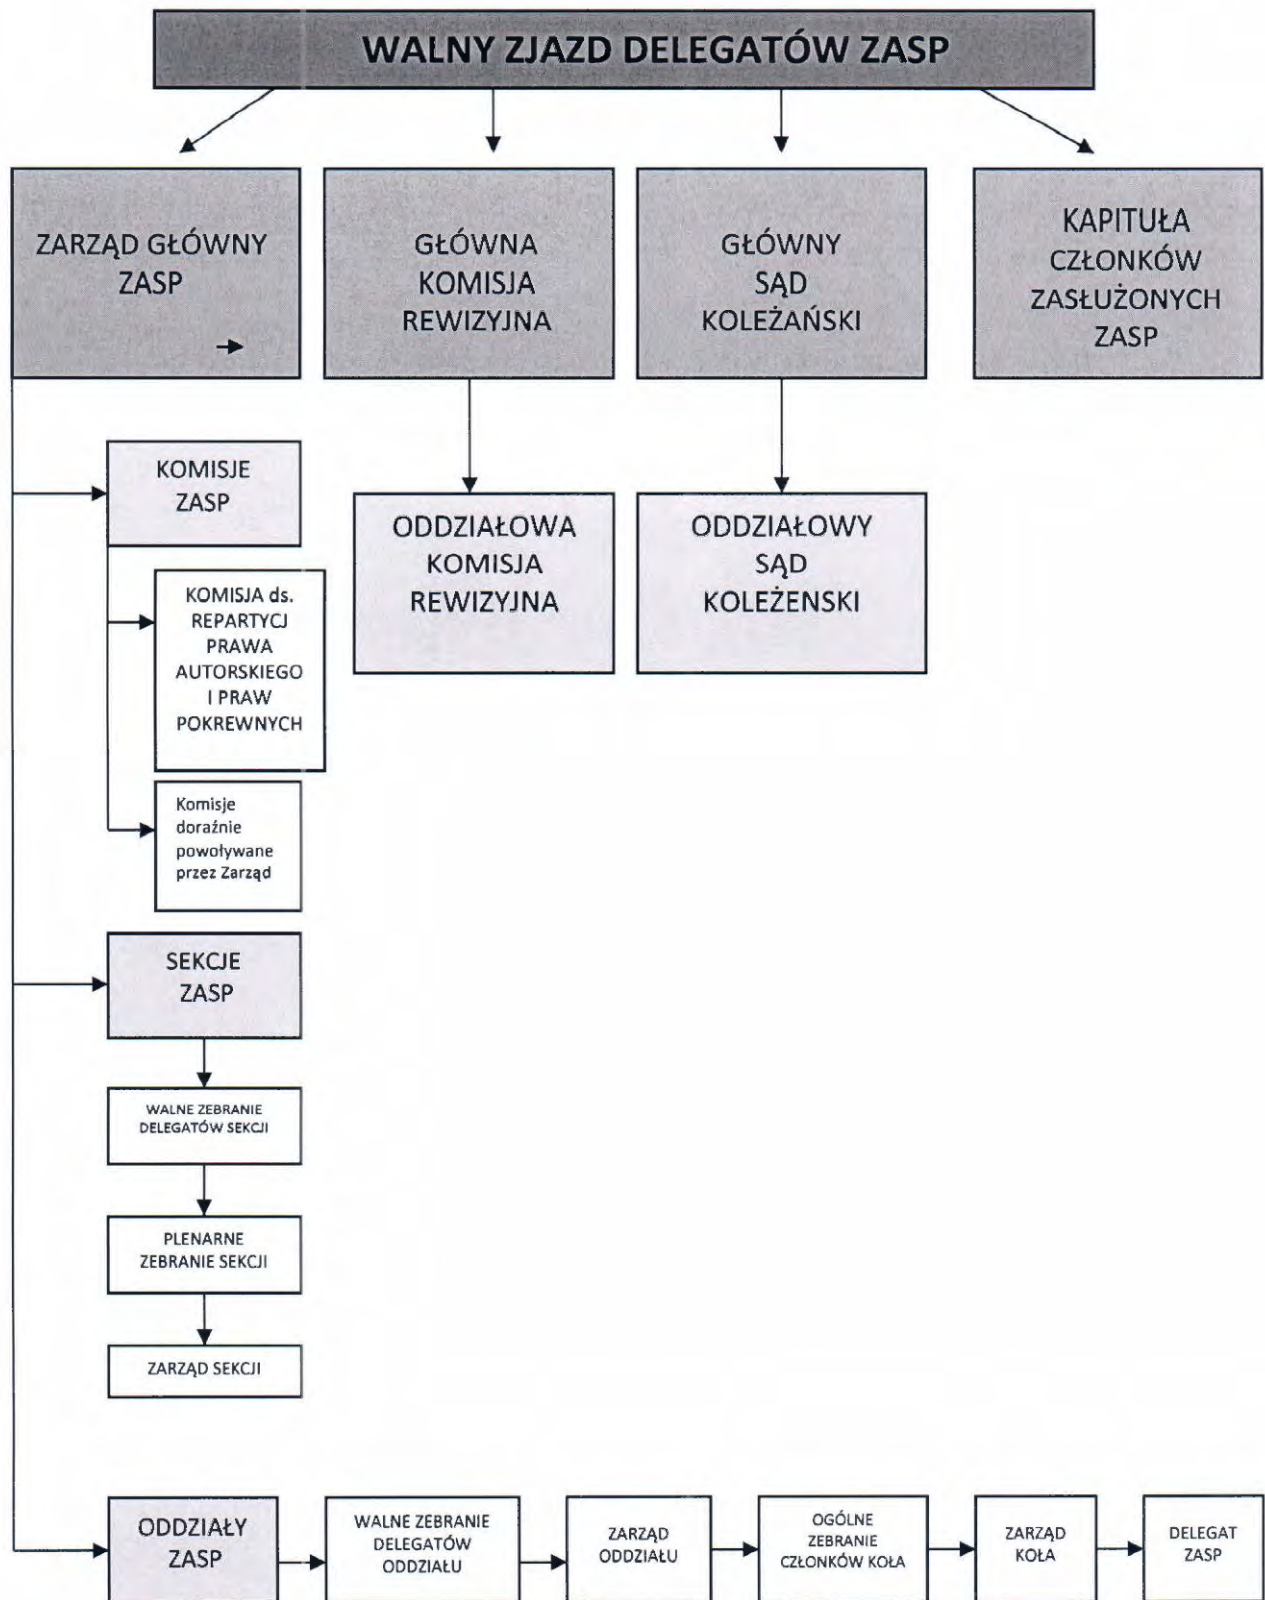 WALNY ZJAZD DELEGATÓW ZASP
ZARZĄD GŁÓWNY
ZASP
GŁÓWNA
KOMISJA
REWIZYJNA
GŁÓWNY
SĄD
KOLEŻAŃSKI
KAPITUŁA
CZŁONKÓW
ZASŁUŻONYCH
ZASP
KOMISJE
ZASP
ODDZIAŁOWA
KOMISJA
REWIZYJNA
ODDZIAŁOWY
SĄD
KOLEŻENSKI
KOMISJA ds.
REPARTYCJ
PRAWA
AUTORSKIEGO
I PRAW
POKREWNYCH
Komisje
doraźnie
powoływane
przez Zarząd
SEKCJE
ZASP
WALNE ZEBRANIE
DELEGATÓW SEKCJI
PLENARNE
ZEBRANIE SEKCJI
ZARZĄD SEKCJI
ODDZIAŁY
ZASP
WALNE ZEBRANIE
DELEGATÓW
ODDZIAŁU
ZARZĄD
ODDZIAŁU
OGÓLNE
ZEBRANIE
CZŁONKÓW KOŁA
ZARZĄD
KOŁA
DELEGAT
ZASP